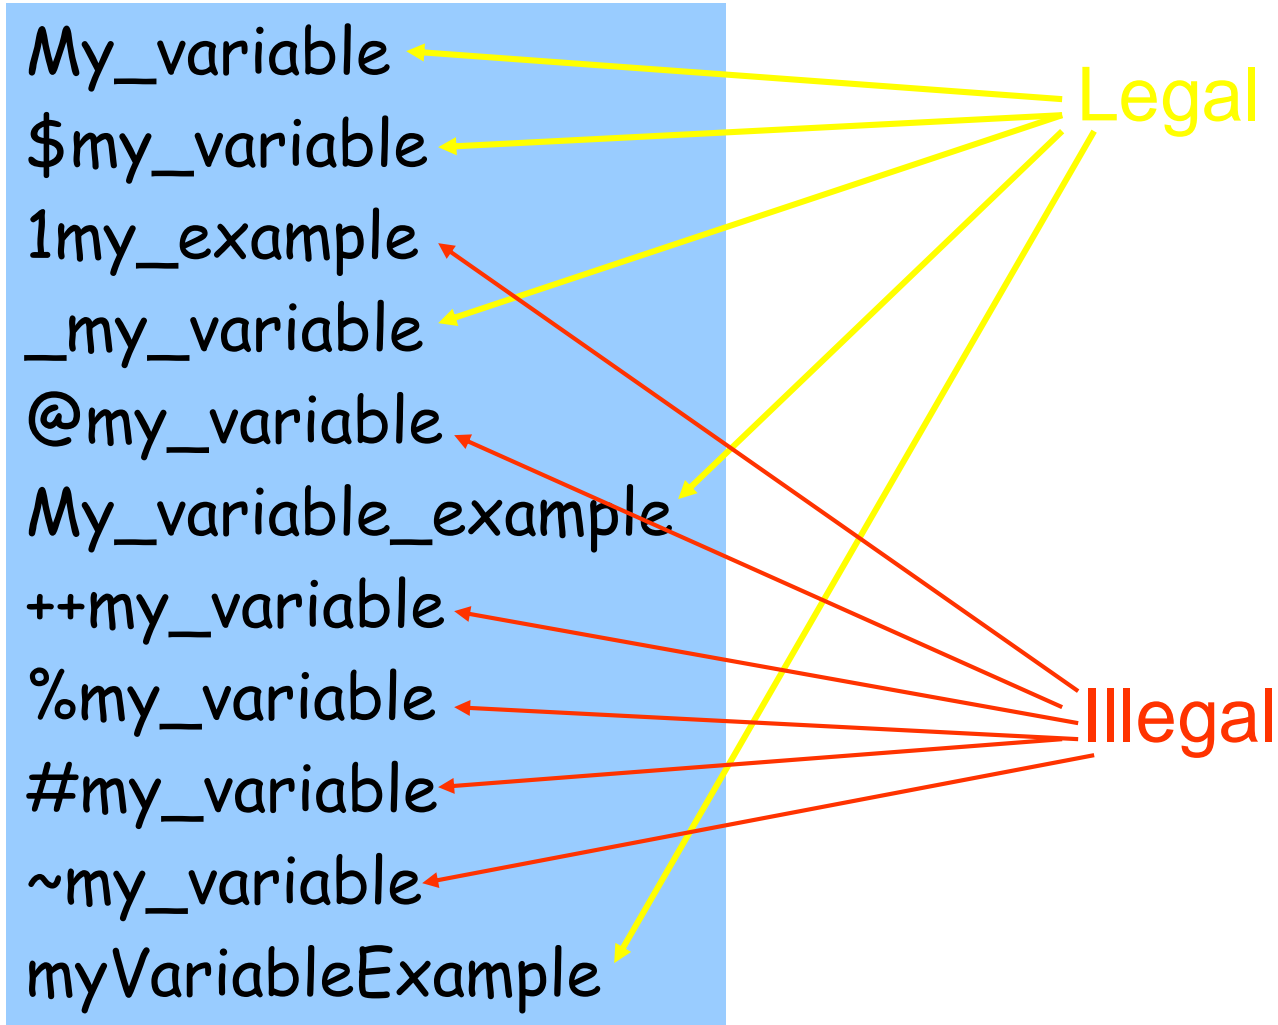 My_variable
Legal
$my_variable
1my_example
_my_variable
@my_variable
My_variable_example
++my_variable
%my_variable
Illegal
#my_variable
~my_variable
myVariableExample